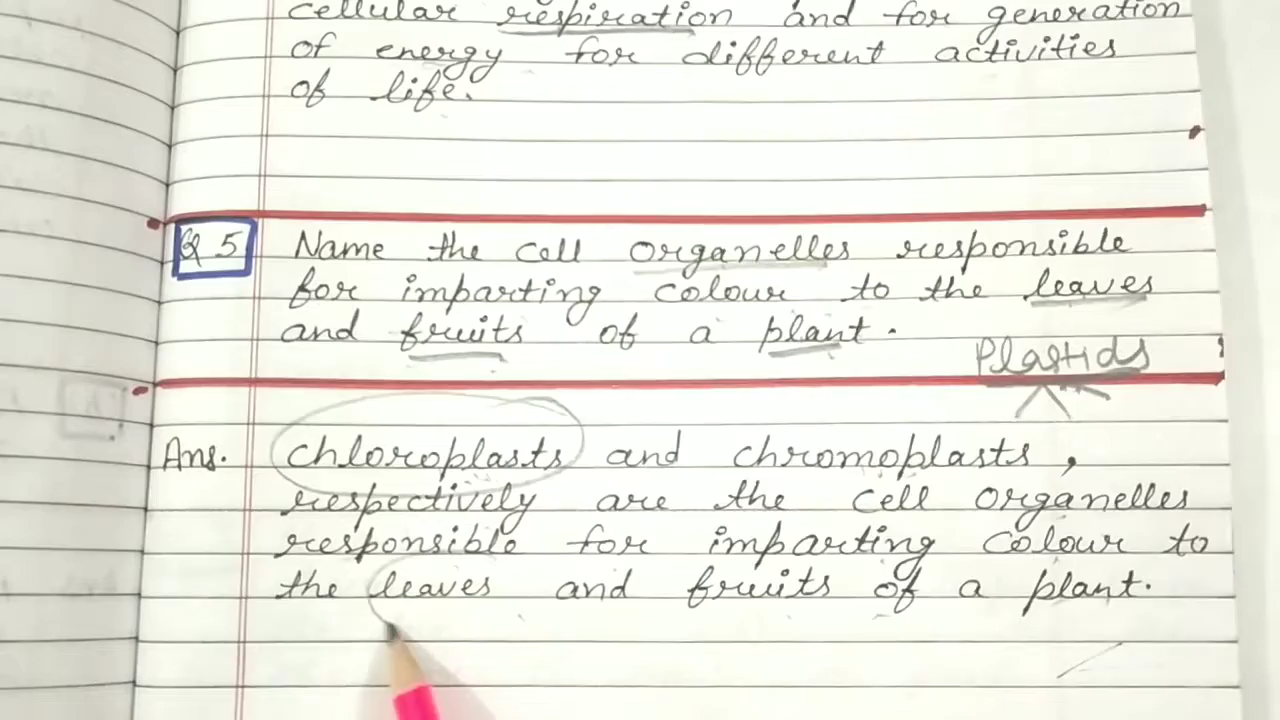 cellular respiration and for generation
of energy for different activities
of life.
Q 5 Name the cell organelles responsible
for imparting colour to the leaves
and fruits of a plant.
Plastids
Ans. chloroplasts and chromoplasts,
respectively are the cell organelles
responsible for imparting colour to
the leaves and fruits of a plant.